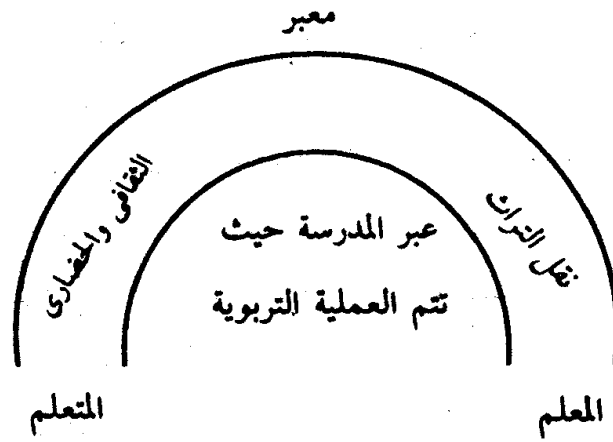 معبر
نقل التراث
الثقافى والحضارى
عبر المدرسة حيث
تتم العملية التربوية
المعلم
المتعلم